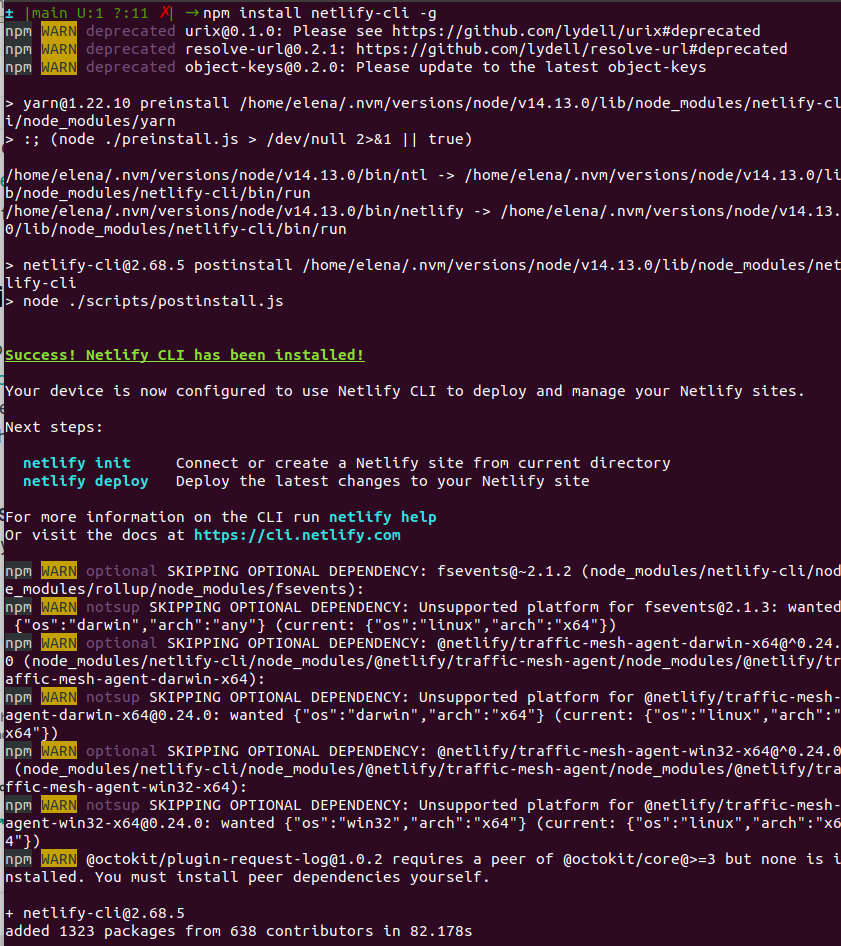 ± |main U:1 ?:11 ✗| →npm install netlify-cli -g
npm WARN deprecated urix@0.1.0: Please see https://github.com/lydell/urix#deprecated
npm WARN deprecated resolve-url@0.2.1: https://github.com/lydell/resolve-url#deprecated
npm WARN deprecated object-keys@0.2.0: Please update to the latest object-keys
> yarn@1.22.10 preinstall /home/elena/.nvm/versions/node/v14.13.0/lib/node_modules/netlify-cl
i/node_modules/yarn
> :; (node ./preinstall.js > /dev/null 2>&1 || true)
/home/elena/.nvm/versions/node/v14.13.0/bin/ntl -> /home/elena/.nvm/versions/node/v14.13.0/li
b/node_modules/netlify-cli/bin/run
/home/elena/.nvm/versions/node/v14.13.0/bin/netlify -> /home/elena/.nvm/versions/node/v14.13.
0/lib/node_modules/netlify-cli/bin/run
> netlify-cli@2.68.5 postinstall /home/elena/.nvm/versions/node/v14.13.0/lib/node_modules/net
lify-cli
> node ./scripts/postinstall.js
Success! Netlify CLI has been installed!
Your device is now configured to use Netlify CLI to deploy and manage your Netlify sites.
Next steps:
netlify init     Connect or create a Netlify site from current directory
netlify deploy   Deploy the latest changes to your Netlify site
For more information on the CLI run netlify help
Or visit the docs at https://cli.netlify.com
npm WARN optional SKIPPING OPTIONAL DEPENDENCY: fsevents@~2.1.2 (node_modules/netlify-cli/nod
e_modules/rollup/node_modules/fsevents):
npm WARN notsup SKIPPING OPTIONAL DEPENDENCY: Unsupported platform for fsevents@2.1.3: wanted
{"os":"darwin","arch":"any"} (current: {"os":"linux","arch":"x64"})
npm WARN optional SKIPPING OPTIONAL DEPENDENCY: @netlify/traffic-mesh-agent-darwin-x64@^0.24.
0 (node_modules/netlify-cli/node_modules/@netlify/traffic-mesh-agent/node_modules/@netlify/tr
affic-mesh-agent-darwin-x64):
npm WARN notsup SKIPPING OPTIONAL DEPENDENCY: Unsupported platform for @netlify/traffic-mesh-
agent-darwin-x64@0.24.0: wanted {"os":"darwin","arch":"x64"} (current: {"os":"linux","arch":"
x64"})
npm WARN optional SKIPPING OPTIONAL DEPENDENCY: @netlify/traffic-mesh-agent-win32-x64@^0.24.0
(node_modules/netlify-cli/node_modules/@netlify/traffic-mesh-agent/node_modules/@netlify/tra
ffic-mesh-agent-win32-x64):
npm WARN notsup SKIPPING OPTIONAL DEPENDENCY: Unsupported platform for @netlify/traffic-mesh-
agent-win32-x64@0.24.0: wanted {"os":"win32","arch":"x64"} (current: {"os":"linux","arch":"x6
4"})
npm WARN @octokit/plugin-request-log@1.0.2 requires a peer of @octokit/core@>=3 but none is i
nstalled. You must install peer dependencies yourself.
+ netlify-cli@2.68.5
added 1323 packages from 638 contributors in 82.178s